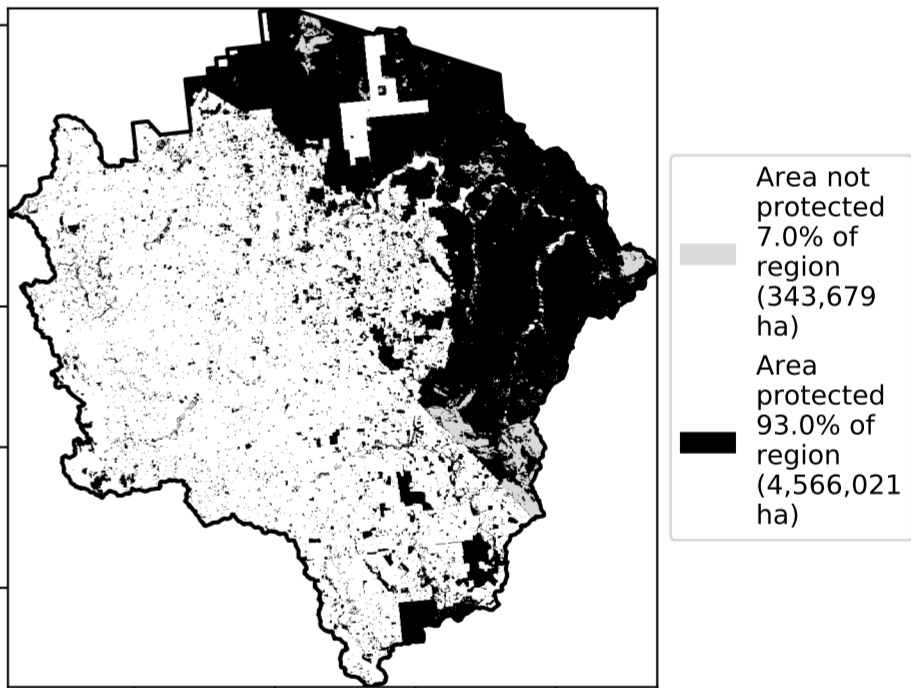 Area not
protected
7.0% of
region
(343,679
ha)
Area
protected
93.0% of
region
(4,566,021
ha)